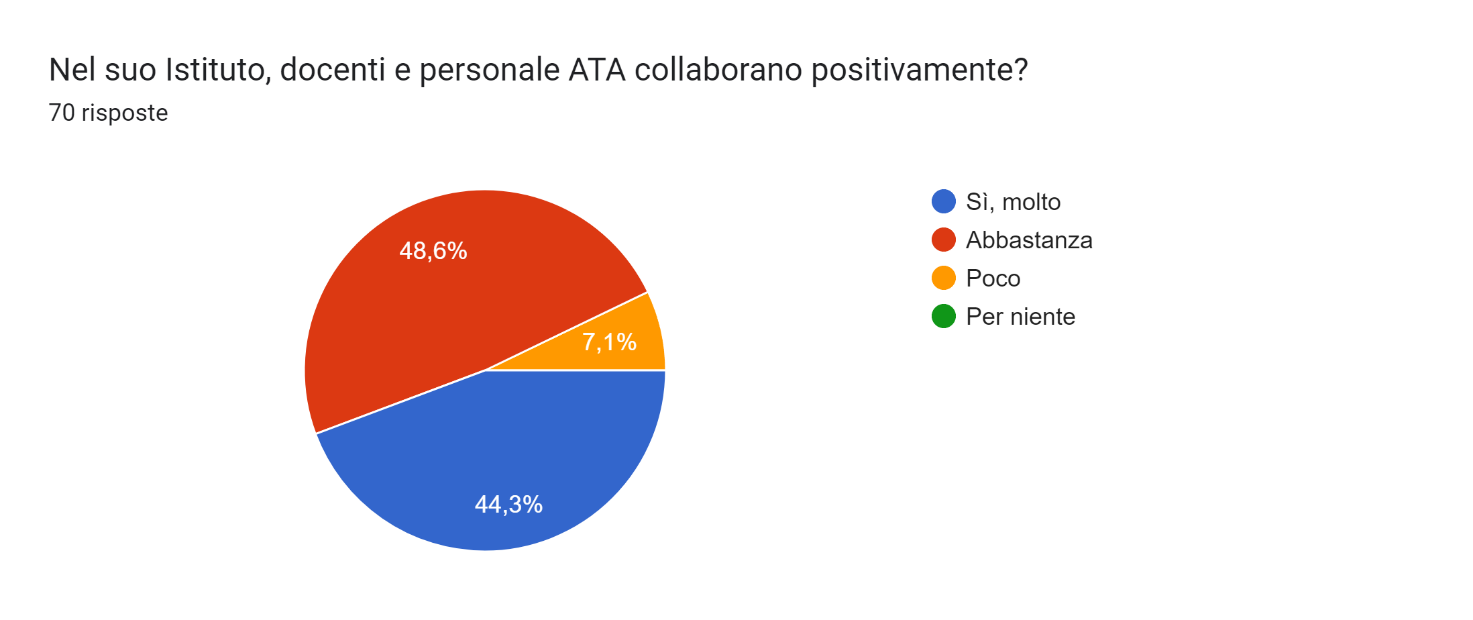 Nel suo Istituto, docenti e personale ATA collaborano positivamente?
70 risposte
48,6%
7,1%
44,3%
Sì, molto
Abbastanza
Poco
Per niente